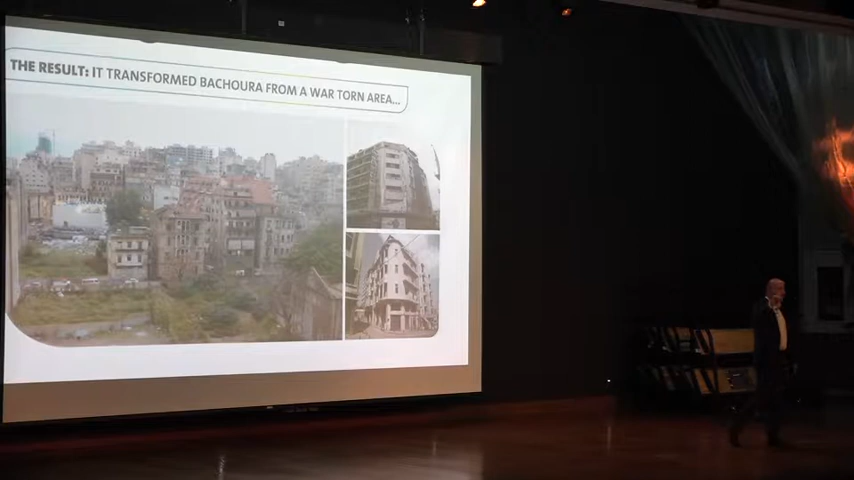 THE RESULT: IT TRANSFORMED BACHOURA FROM A WAR TORN AREA...